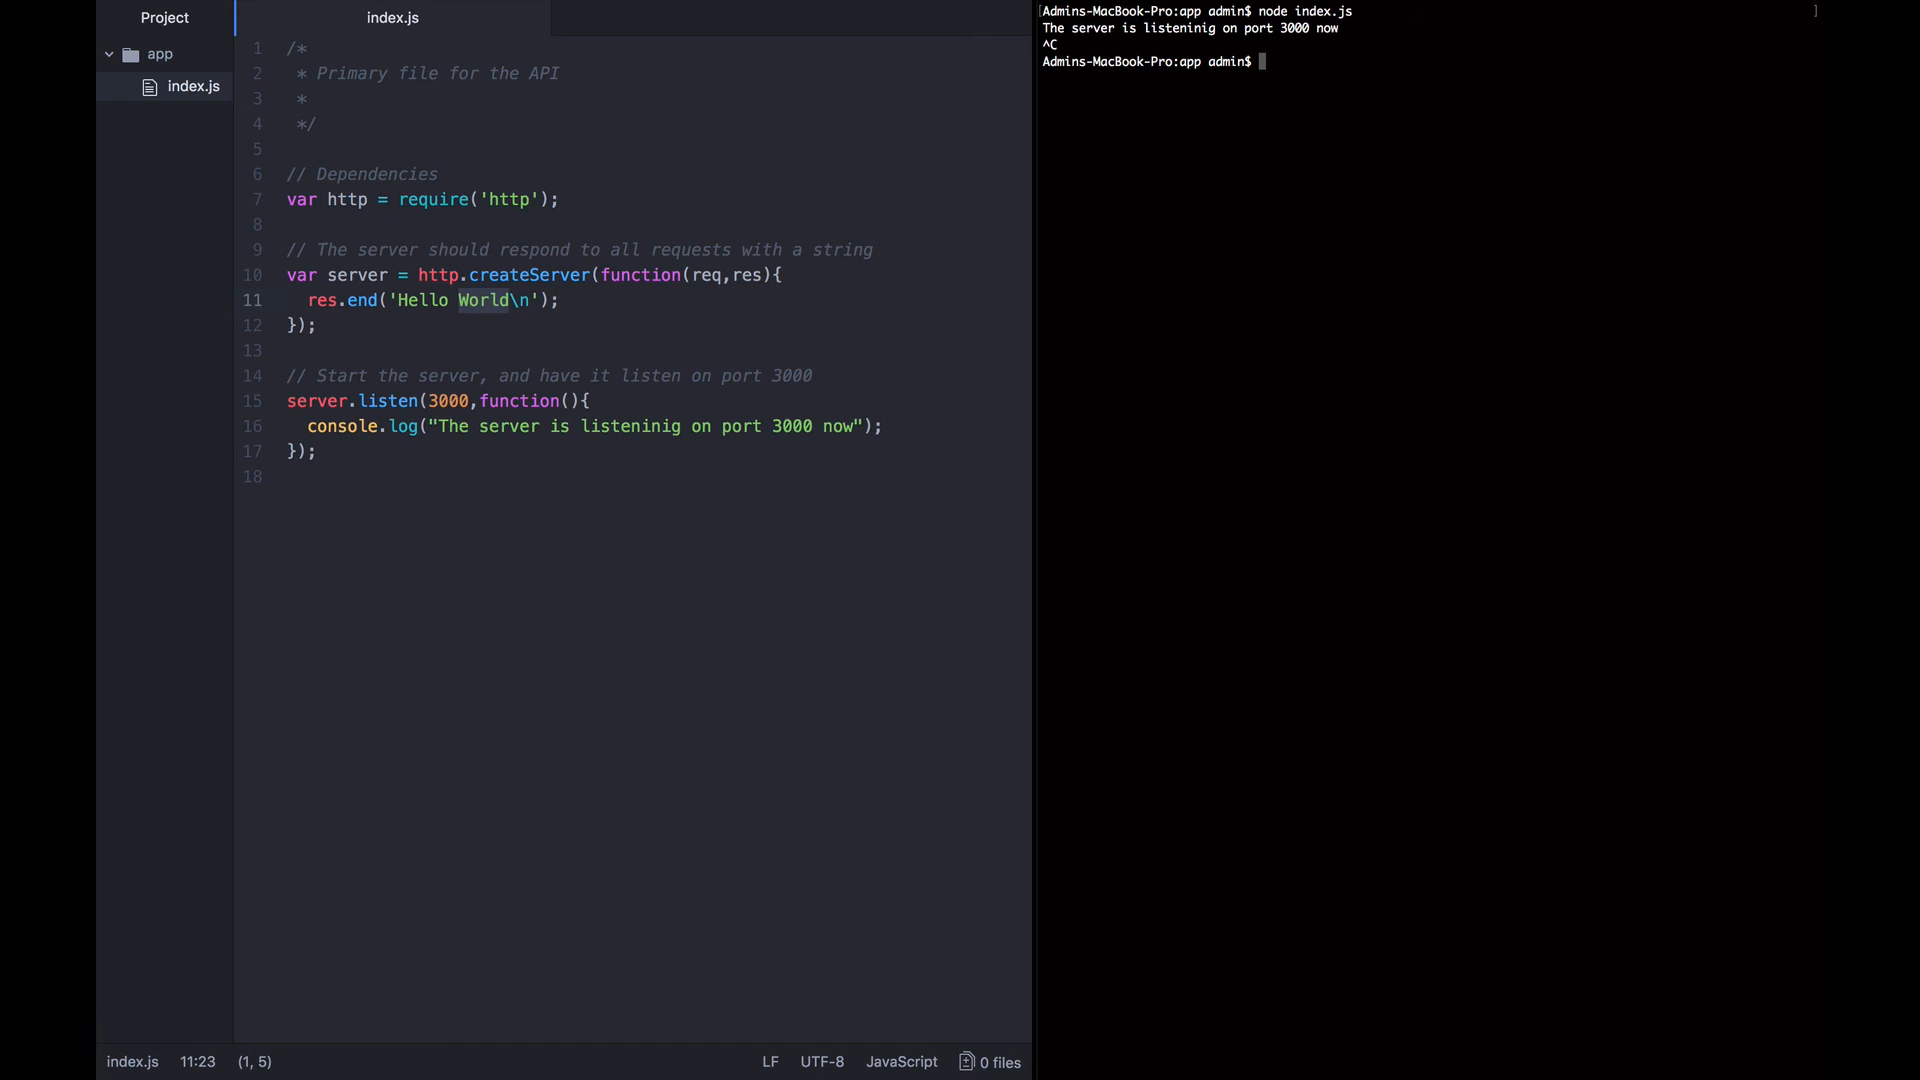 Project
app
index.js
index.js
1 /*
2  * Primary file for the API
3  *
4  */
5
6 // Dependencies
7 var http = require('http');
8
9 // The server should respond to all requests with a string
10 var server = http.createServer(function(req,res){
11   res.end('Hello World\n');
12 });
13
14 // Start the server, and have it listen on port 3000
15 server.listen(3000,function(){
16   console.log("The server is listeninig on port 3000 now");
17 });
18
index.js 11:23 (1, 5) LF UTF-8 JavaScript 0 files
[Admins-MacBook-Pro:app admin$ node index.js ]
The server is listeninig on port 3000 now
^C
Admins-MacBook-Pro:app admin$